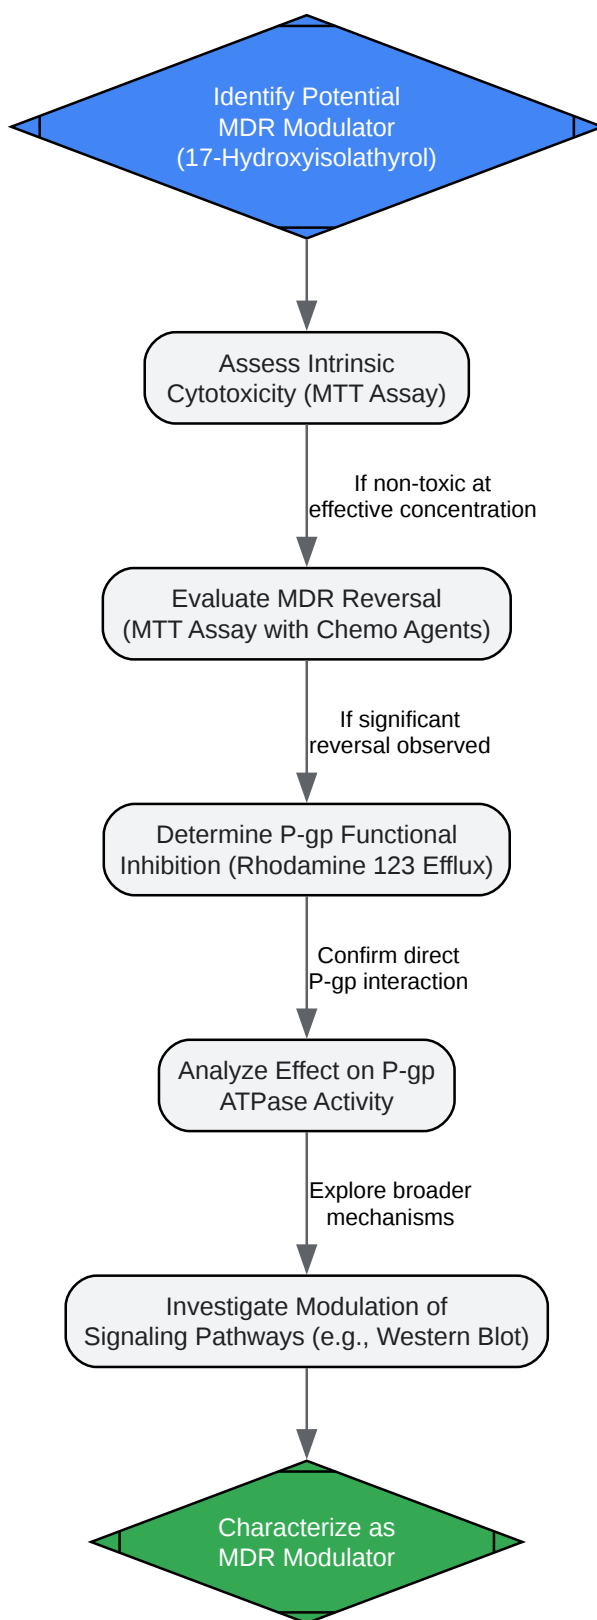 Identify Potential
MDR Modulator
(17-Hydroxyisolathyrol)
Assess Intrinsic
Cytotoxicity (MTT Assay)
If non-toxic at
effective concentration
Evaluate MDR Reversal
(MTT Assay with Chemo Agents)
If significant
reversal observed
Determine P-gp Functional
Inhibition (Rhodamine 123 Efflux)
Confirm direct
P-gp interaction
Analyze Effect on P-gp
ATPase Activity
Explore broader
mechanisms
Investigate Modulation of
Signaling Pathways (e.g., Western Blot)
Characterize as
MDR Modulator